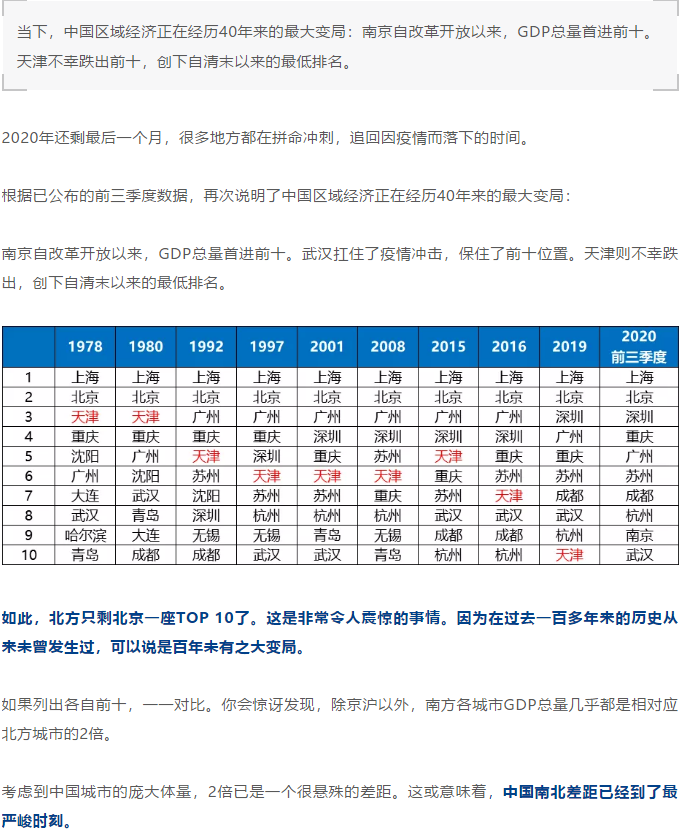 当下，中国区域经济正在经历40年来的最大变局：南京自改革开放以来，GDP总量首进前十。
天津不幸跌出前十，创下自清末以来的最低排名。
2020年还剩最后一个月，很多地方都在拼命冲刺，追回因疫情而落下的时间。
根据已公布的前三季度数据，再次说明了中国区域经济正在经历40年来的最大变局：
南京自改革开放以来，GDP总量首进前十。武汉扛住了疫情冲击，保住了前十位置。天津则不幸跌
出，创下自清末以来的最低排名。
1978 1980 1992 1997 2001 2008 2015 2016 2019 2020
前三季度
1 上海 上海 上海 上海 上海 上海 上海 上海 上海 上海
2 北京 北京 北京 北京 北京 北京 北京 北京 北京 北京
3 天津 天津 广州 广州 广州 广州 广州 广州 深圳 深圳
4 重庆 重庆 重庆 重庆 深圳 深圳 深圳 深圳 广州 重庆
5 沈阳 广州 天津 深圳 重庆 苏州 天津 重庆 重庆 广州
6 广州 沈阳 苏州 天津 天津 天津 重庆 苏州 苏州 苏州
7 大连 武汉 沈阳 苏州 苏州 重庆 苏州 天津 成都 成都
8 武汉 青岛 深圳 杭州 杭州 杭州 武汉 武汉 武汉 杭州
9 哈尔滨 大连 无锡 无锡 青岛 无锡 成都 成都 杭州 南京
10 青岛 成都 成都 武汉 武汉 青岛 杭州 杭州 天津 武汉
如此，北方只剩北京一座TOP 10了。这是非常令人震惊的事情。因为在过去一百多年来的历史从
来未曾发生过，可以说是百年未有之大变局。
如果列出各自前十，一一对比。你会惊讶发现，除京沪以外，南方各城市GDP总量几乎都是相对应
北方城市的2倍。
考虑到中国城市的庞大体量，2倍已是一个很悬殊的差距。这或意味着，中国南北差距已经到了最
严峻时刻。